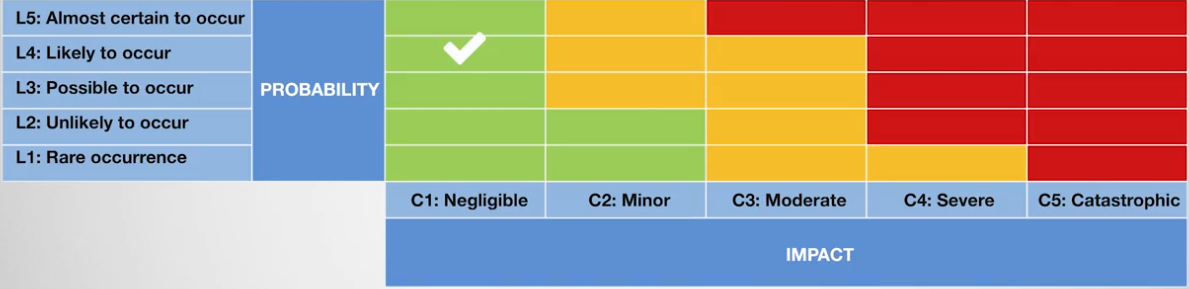 L5: Almost certain to occur
L4: Likely to occur
L3: Possible to occur
PROBABILITY
L2: Unlikely to occur
L1: Rare occurrence
C1: Negligible
C2: Minor
C3: Moderate
C4: Severe
C5: Catastrophic
IMPACT